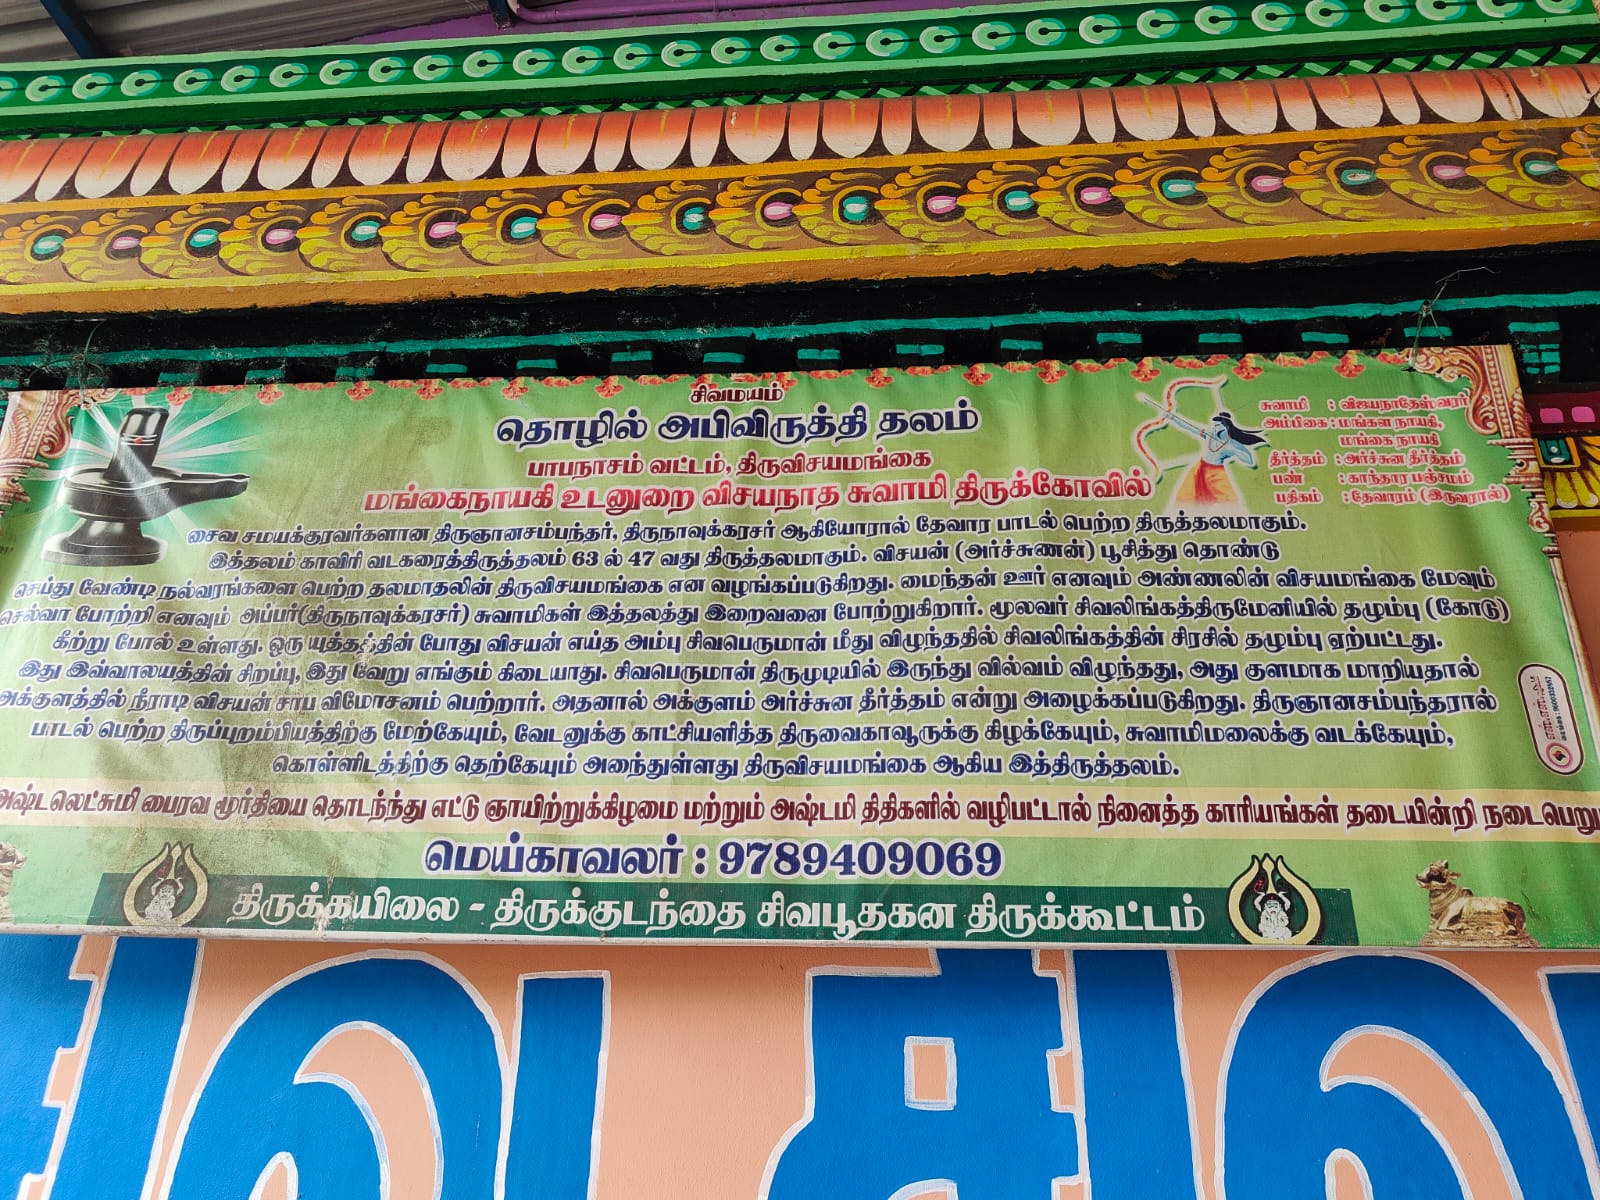 சிவமயம்
தொழில் அபிவிருத்தி தலம்
பாபநாசம் வட்டம், திருவிசயமங்கை
மங்கைநாயகி உடனுறை விசயநாத சுவாமி திருக்கோவில்
சுவாமி : விஜயநாதேஸ்வரர்
அம்பிகை : மங்கள நாயகி,
மங்கை நாயகி
தீர்த்தம் : அர்ச்சுன தீர்த்தம்
பண் : காந்தார பஞ்சமம்
பதிகம் : தேவாரம் (இருவரால்)
சைவ சமயக்குரவர்களான திருஞானசம்பந்தர், திருநாவுக்கரசர் ஆகியோரால் தேவார பாடல் பெற்ற திருத்தலமாகும்.
இத்தலம் காவிரி வடகரைத்திருத்தலம் 63 ல் 47 வது திருத்தலமாகும். விசயன் (அர்ச்சுணன்) பூசித்து தொண்டு
செய்து வேண்டி நல்வரங்களை பெற்ற தலமாதலின் திருவிசயமங்கை என வழங்கப்படுகிறது. மைந்தன் ஊர் எனவும் அண்ணலின் விசயமங்கை மேவும்
செல்வா போற்றி எனவும் அப்பர்(திருநாவுக்கரசர்) சுவாமிகள் இத்தலத்து இறைவனை போற்றுகிறார். மூலவர் சிவலிங்கத்திருமேனியில் தழும்பு (கோடு)
கீற்று போல் உள்ளது. ஒரு யுத்தத்தின் போது விசயன் எய்த அம்பு சிவபெருமான் மீது விழுந்ததில் சிவலிங்கத்தின் சிரசில் தழும்பு ஏற்பட்டது.
இது இவ்வாலயத்தின் சிறப்பு, இது வேறு எங்கும் கிடையாது. சிவபெருமான் திருமுடியில் இருந்து வில்வம் விழுந்தது, அது குளமாக மாறியதால்
அக்குளத்தில் நீராடி விசயன் சாப விமோசனம் பெற்றார். அதனால் அக்குளம் அர்ச்சுன தீர்த்தம் என்று அழைக்கப்படுகிறது. திருஞானசம்பந்தரால்
பாடல் பெற்ற திருப்புறம்பியத்திற்கு மேற்கேயும், வேடனுக்கு காட்சியளித்த திருவைகாவூருக்கு கிழக்கேயும், சுவாமிமலைக்கு வடக்கேயும்,
கொள்ளிடத்திற்கு தெற்கேயும் அமைந்துள்ளது திருவிசயமங்கை ஆகிய இத்திருத்தலம்.
அஷ்டலெட்சுமி பைரவ மூர்தியை தொடந்ந்து எட்டு ஞாயிற்றுக்கிழமை மற்றும் அஷ்டமி திதிகளில் வழிபட்டால் நினைத்த காரியங்கள் தடையின்றி நடைபெறு
மெய்காவலர் : 9789409069
திருக்கயிலை - திருக்குடந்தை சிவபூதகன திருக்கூட்டம்